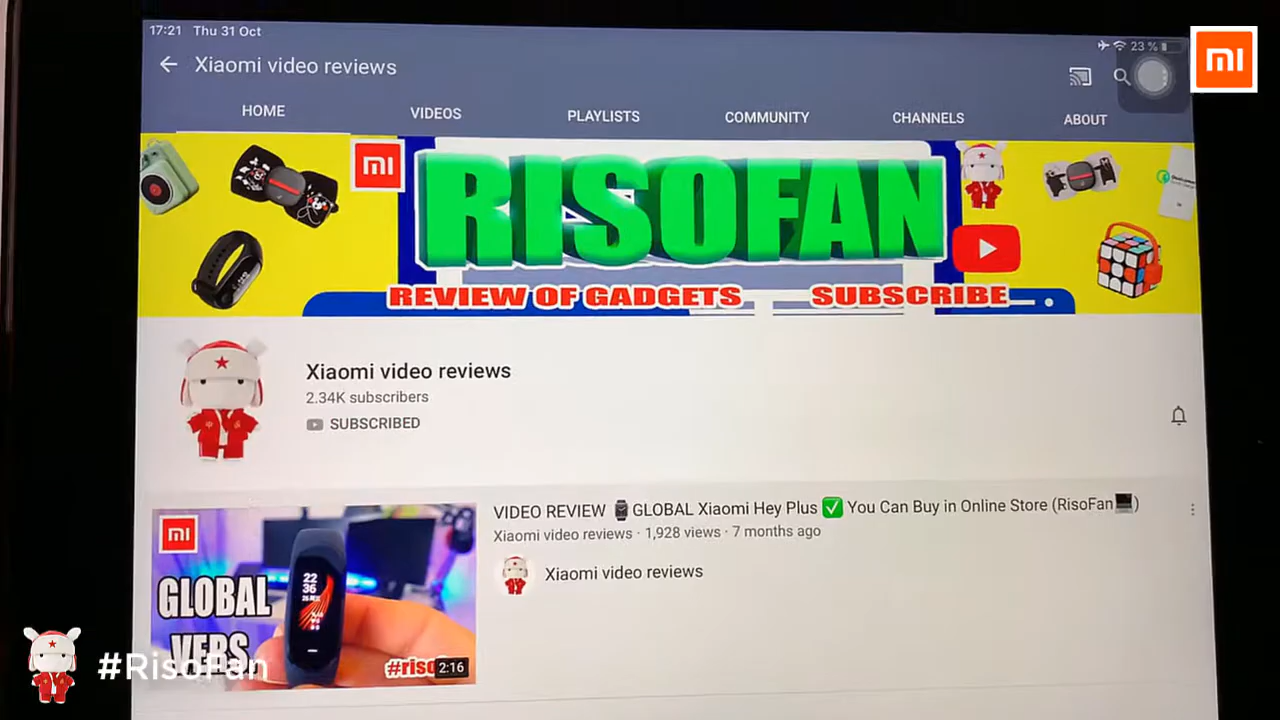 17:21 Thu 31 Oct
23 %
Xiaomi video reviews
HOME VIDEOS PLAYLISTS COMMUNITY CHANNELS ABOUT
mi
mi
RISOFAN
REVIEW OF GADGETS SUBSCRIBE
Xiaomi video reviews
2.34K subscribers
SUBSCRIBED
VIDEO REVIEW ⌚GLOBAL Xiaomi Hey Plus ✅ You Can Buy in Online Store (RisoFan💻)
Xiaomi video reviews · 1,928 views · 7 months ago
Xiaomi video reviews
mi
GLOBAL
VERS
22
36
#riso
2:16
#RisoFan